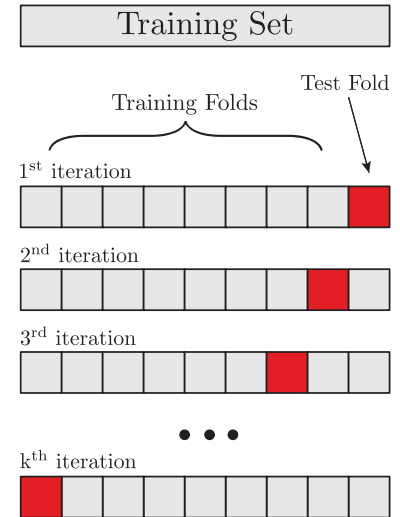 Training Set
Test Fold
Training Folds
1st iteration
2nd iteration
3rd iteration
kth iteration